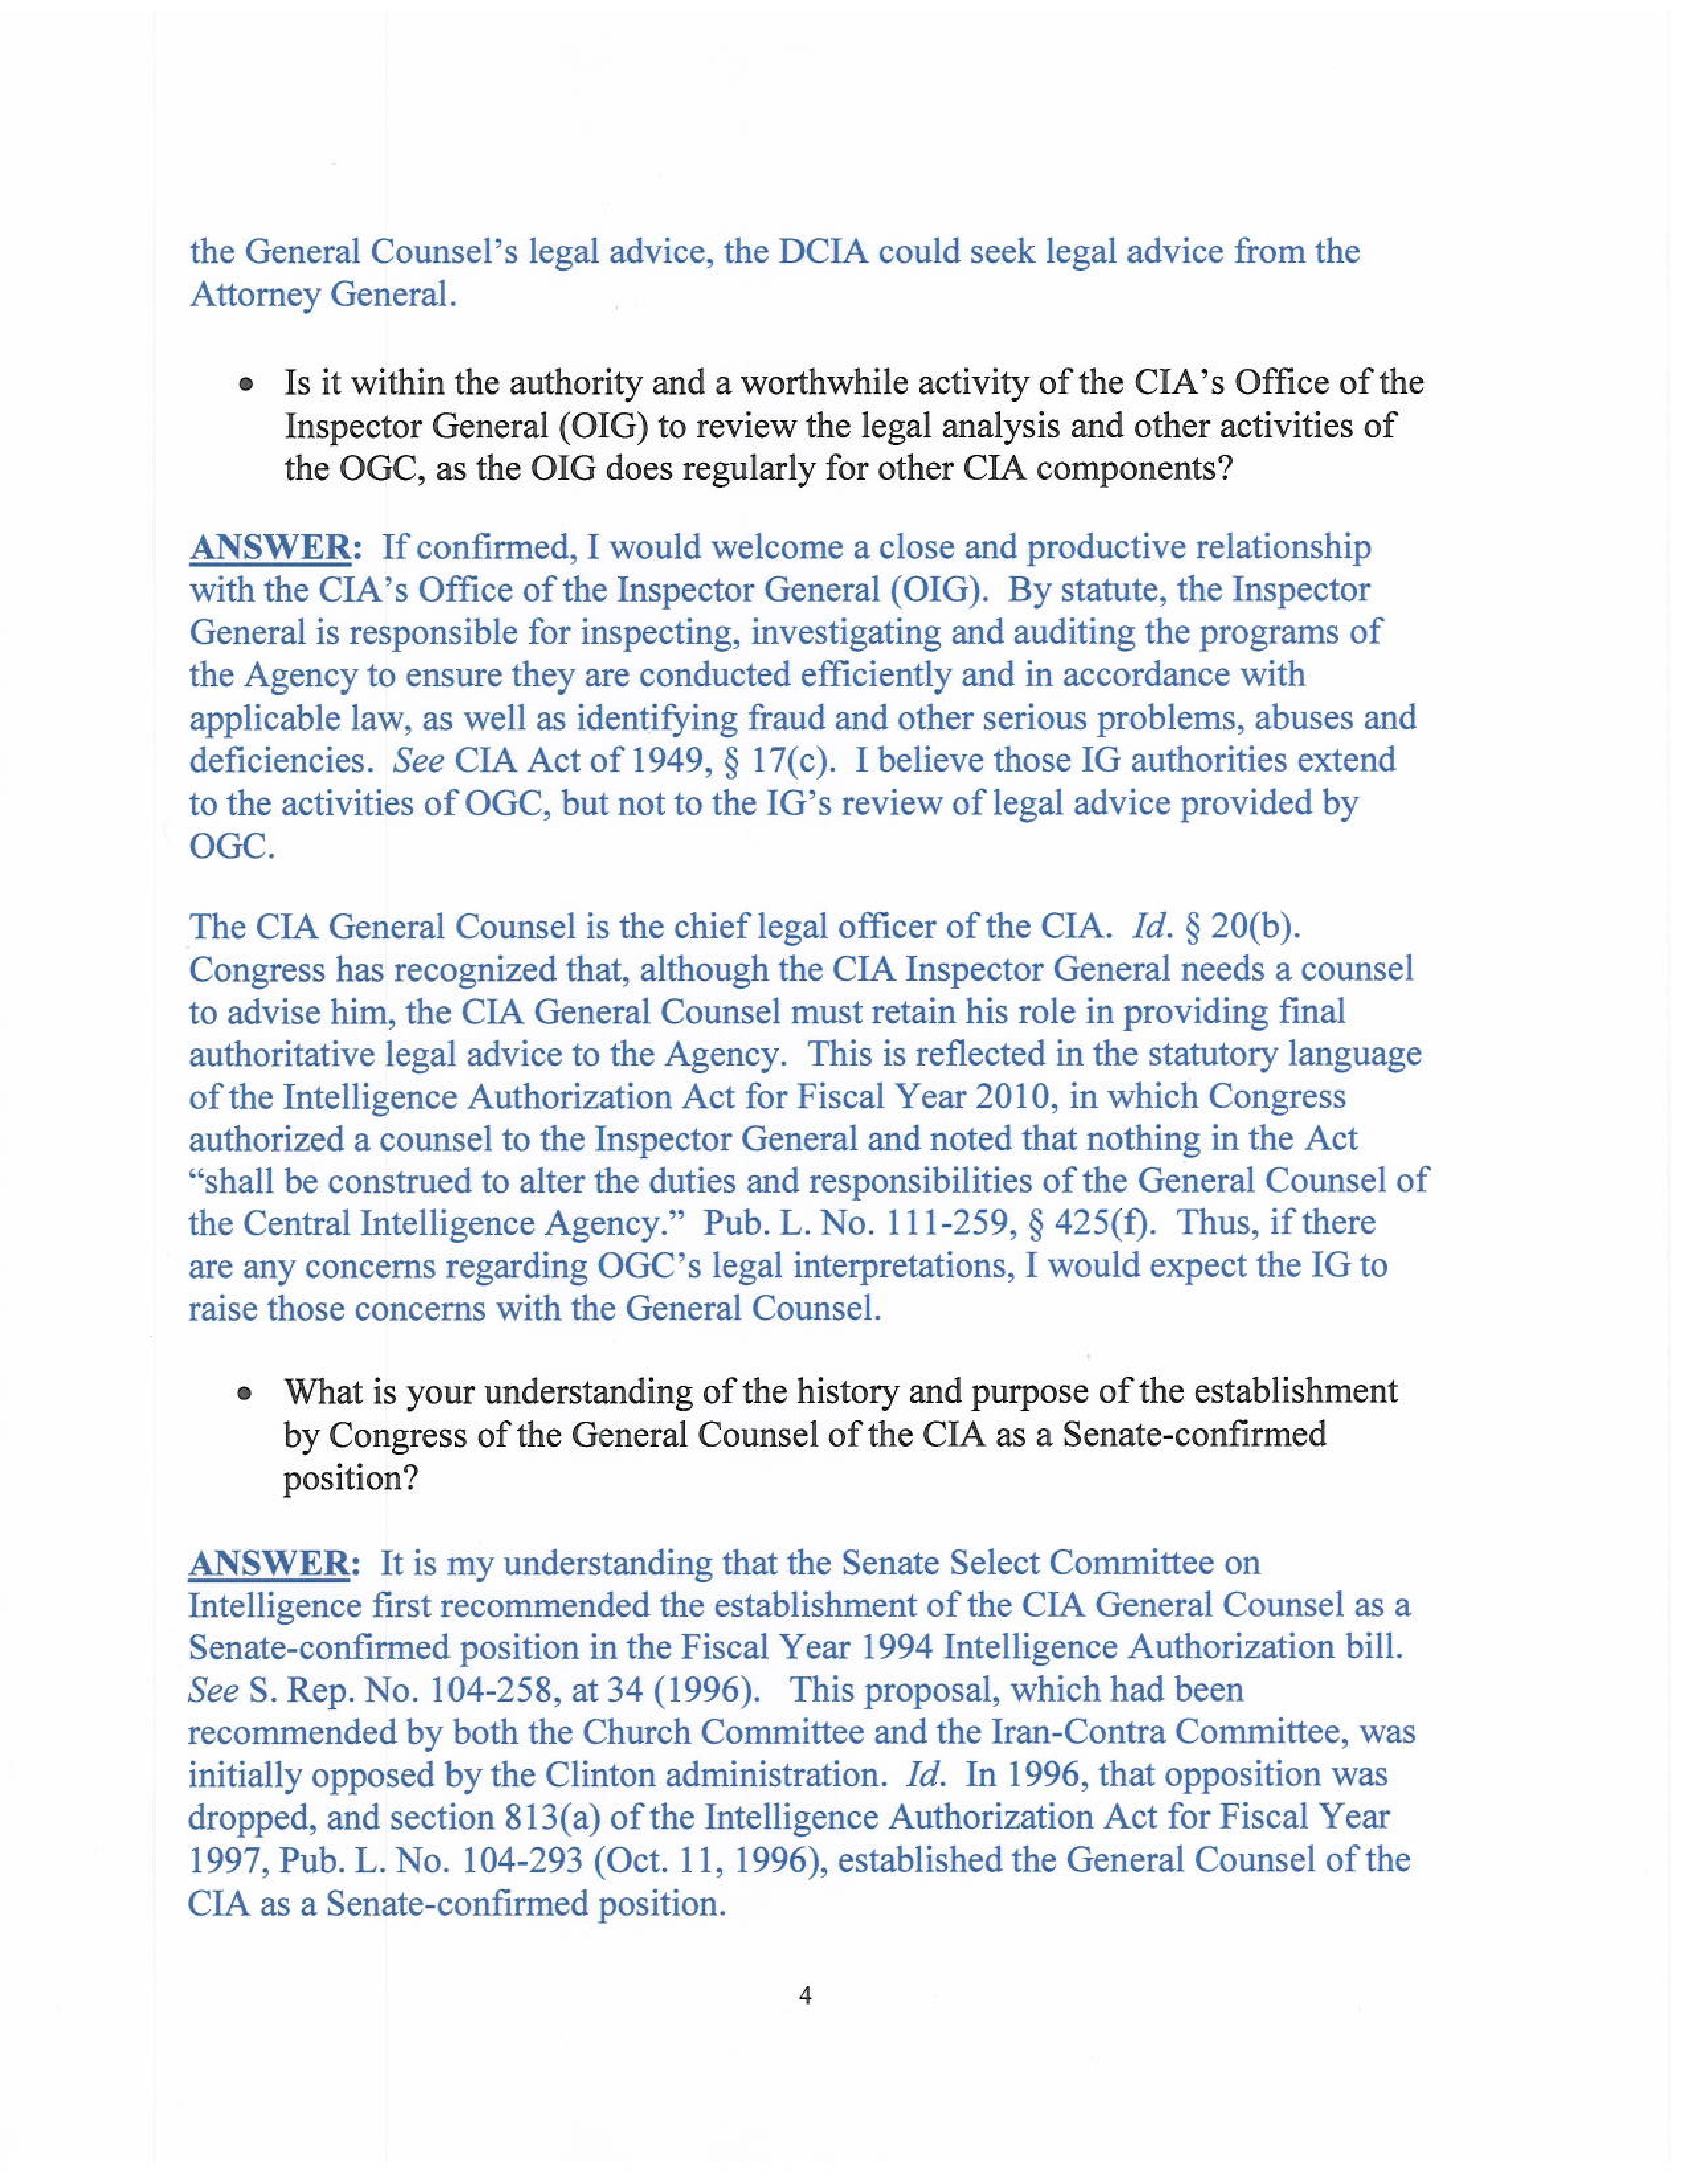 the General Counsel’s legal advice, the DCIA could seek legal advice from the
Attorney General.
• Is it within the authority and a worthwhile activity of the CIA’s Office of the
Inspector General (OIG) to review the legal analysis and other activities of
the OGC, as the OIG does regularly for other CIA components?
ANSWER: If confirmed, I would welcome a close and productive relationship
with the CIA’s Office of the Inspector General (OIG). By statute, the Inspector
General is responsible for inspecting, investigating and auditing the programs of
the Agency to ensure they are conducted efficiently and in accordance with
applicable law, as well as identifying fraud and other serious problems, abuses and
deficiencies. See CIA Act of 1949, § 17(c). I believe those IG authorities extend
to the activities of OGC, but not to the IG’s review of legal advice provided by
OGC.
The CIA General Counsel is the chief legal officer of the CIA. Id. § 20(b).
Congress has recognized that, although the CIA Inspector General needs a counsel
to advise him, the CIA General Counsel must retain his role in providing final
authoritative legal advice to the Agency. This is reflected in the statutory language
of the Intelligence Authorization Act for Fiscal Year 2010, in which Congress
authorized a counsel to the Inspector General and noted that nothing in the Act
“shall be construed to alter the duties and responsibilities of the General Counsel of
the Central Intelligence Agency.” Pub. L. No. 111-259, § 425(f). Thus, if there
are any concerns regarding OGC’s legal interpretations, I would expect the IG to
raise those concerns with the General Counsel.
• What is your understanding of the history and purpose of the establishment
by Congress of the General Counsel of the CIA as a Senate-confirmed
position?
ANSWER: It is my understanding that the Senate Select Committee on
Intelligence first recommended the establishment of the CIA General Counsel as a
Senate-confirmed position in the Fiscal Year 1994 Intelligence Authorization bill.
See S. Rep. No. 104-258, at 34 (1996). This proposal, which had been
recommended by both the Church Committee and the Iran-Contra Committee, was
initially opposed by the Clinton administration. Id. In 1996, that opposition was
dropped, and section 813(a) of the Intelligence Authorization Act for Fiscal Year
1997, Pub. L. No. 104-293 (Oct. 11, 1996), established the General Counsel of the
CIA as a Senate-confirmed position.
4